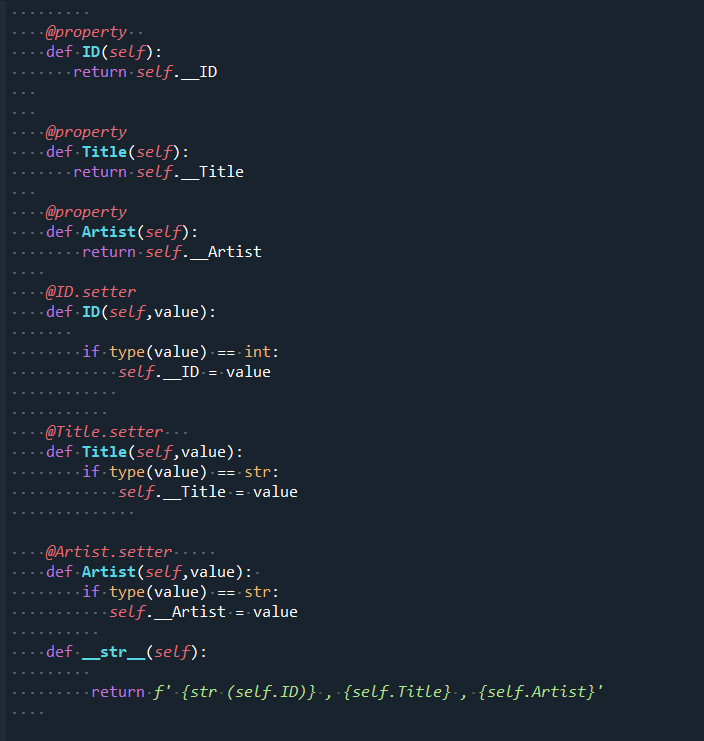 @property
def ID(self):
return self.__ID
@property
def Title(self):
return self.__Title
@property
def Artist(self):
return self.__Artist
@ID.setter
def ID(self,value):
if type(value) == int:
self.__ID = value
@Title.setter
def Title(self,value):
if type(value) == str:
self.__Title = value
@Artist.setter
def Artist(self,value):
if type(value) == str:
self.__Artist = value
def __str__(self):
return f' {str (self.ID)} , {self.Title} , {self.Artist}'